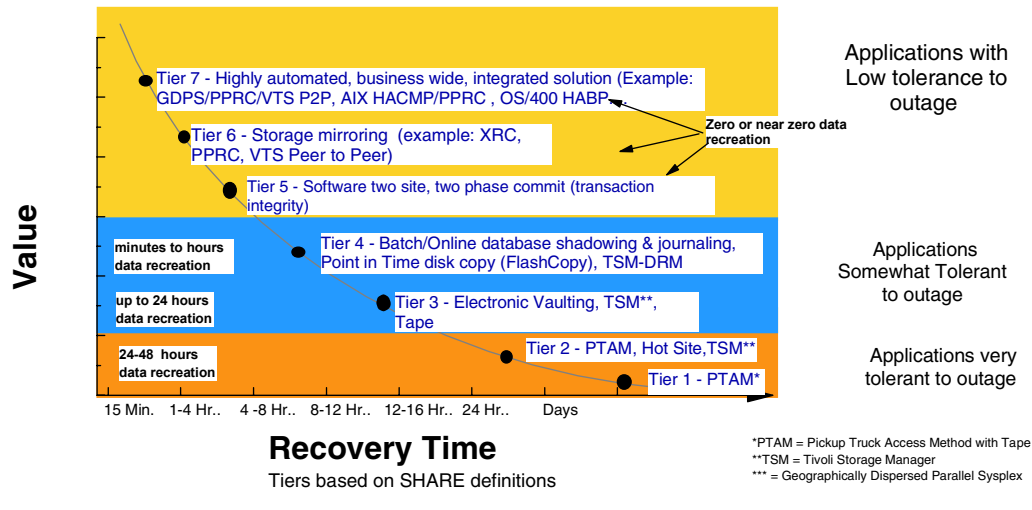 Applications with
Low tolerance to
outage
Tier 7 - Highly automated, business wide, integrated solution (Example:
GDPS/PPRC/VTS P2P, AIX HACMP/PPRC , OS/400 HABP....
Zero or near zero data
recreation
Tier 6 - Storage mirroring (example: XRC,
PPRC, VTS Peer to Peer)
Tier 5 - Software two site, two phase commit (transaction
integrity)
Value
minutes to hours
data recreation
Tier 4 - Batch/Online database shadowing & journaling,
Point in Time disk copy (FlashCopy), TSM-DRM
Applications
Somewhat Tolerant
to outage
up to 24 hours
data recreation
Tier 3 - Electronic Vaulting, TSM**,
Tape
24-48 hours
data recreation
Tier 2 - PTAM, Hot Site,TSM**
Tier 1 - PTAM*
Applications very
tolerant to outage
15 Min. 1-4 Hr.. 4 -8 Hr.. 8-12 Hr.. 12-16 Hr.. 24 Hr.. Days
Recovery Time
Tiers based on SHARE definitions
*PTAM = Pickup Truck Access Method with Tape
**TSM = Tivoli Storage Manager
*** = Geographically Dispersed Parallel Sysplex